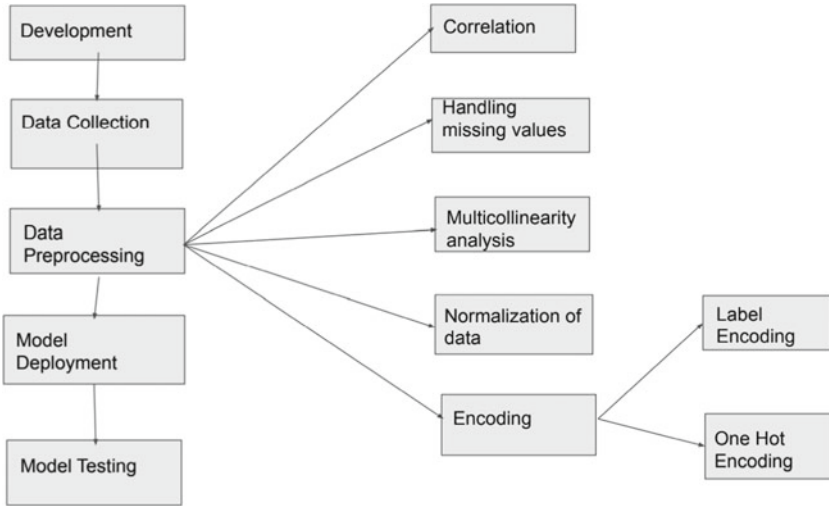 Development
Data Collection
Data
Preprocessing
Model
Deployment
Model Testing
Correlation
Handling
missing values
Multicollinearity
analysis
Normalization of
data
Encoding
Label
Encoding
One Hot
Encoding